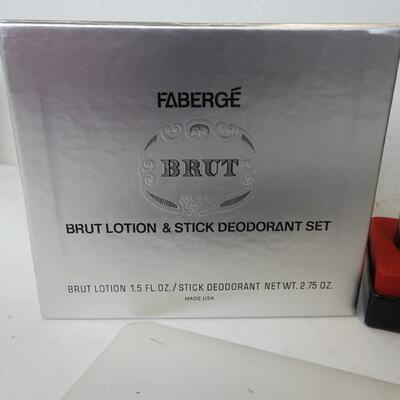 FABERGÉ
BRUT
BRUT LOTION & STICK DEODORANT SET
BRUT LOTION 1.5 FL.OZ./STICK DEODORANT NET WT. 2.75 OZ.
MADE USA